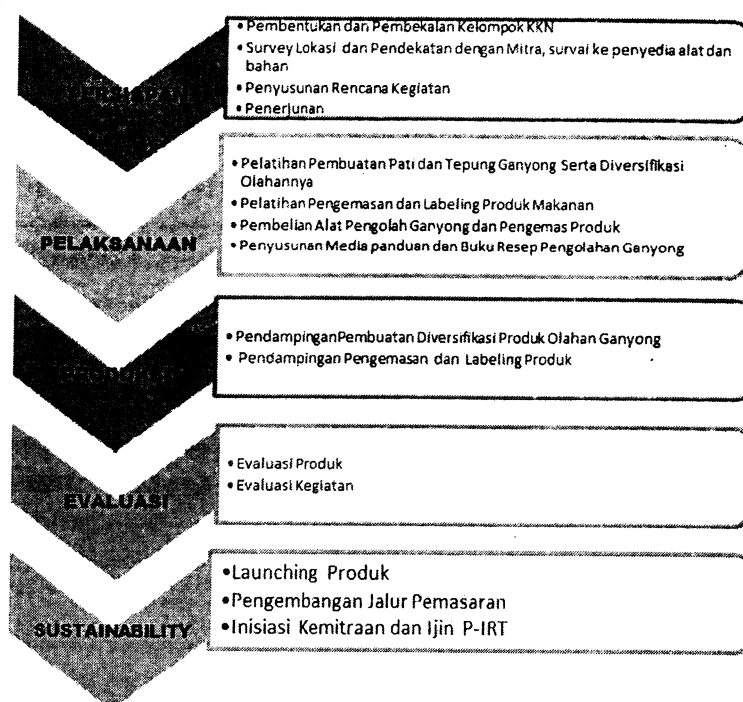 PERSIAPAN
• Pembentukan dan Pembekalan Kelompok KKN
• Survey Lokasi dan Pendekatan dengan Mitra, survai ke penyedia alat dan
bahan
• Penyusunan Rencana Kegiatan
• Penerjunan
PELAKSANAAN
• Pelatihan Pembuatan Pati dan Tepung Ganyong Serta Diversifikasi
Olahannya
• Pelatihan Pengemasan dan Labeling Produk Makanan
• Pembelian Alat Pengolah Ganyong dan Pengemas Produk
• Penyusunan Media panduan dan Buku Resep Pengolahan Ganyong
• PendampinganPembuatan Diversifikasi Produk Olahan Ganyong
• Pendampingan Pengemasan dan Labeling Produk
EVALUASI
• Evaluasi Produk
• Evaluasi Kegiatan
SUSTAINABILITY
•Launching Produk
•Pengembangan Jalur Pemasaran
•Inisiasi Kemitraan dan Ijin P-IRT